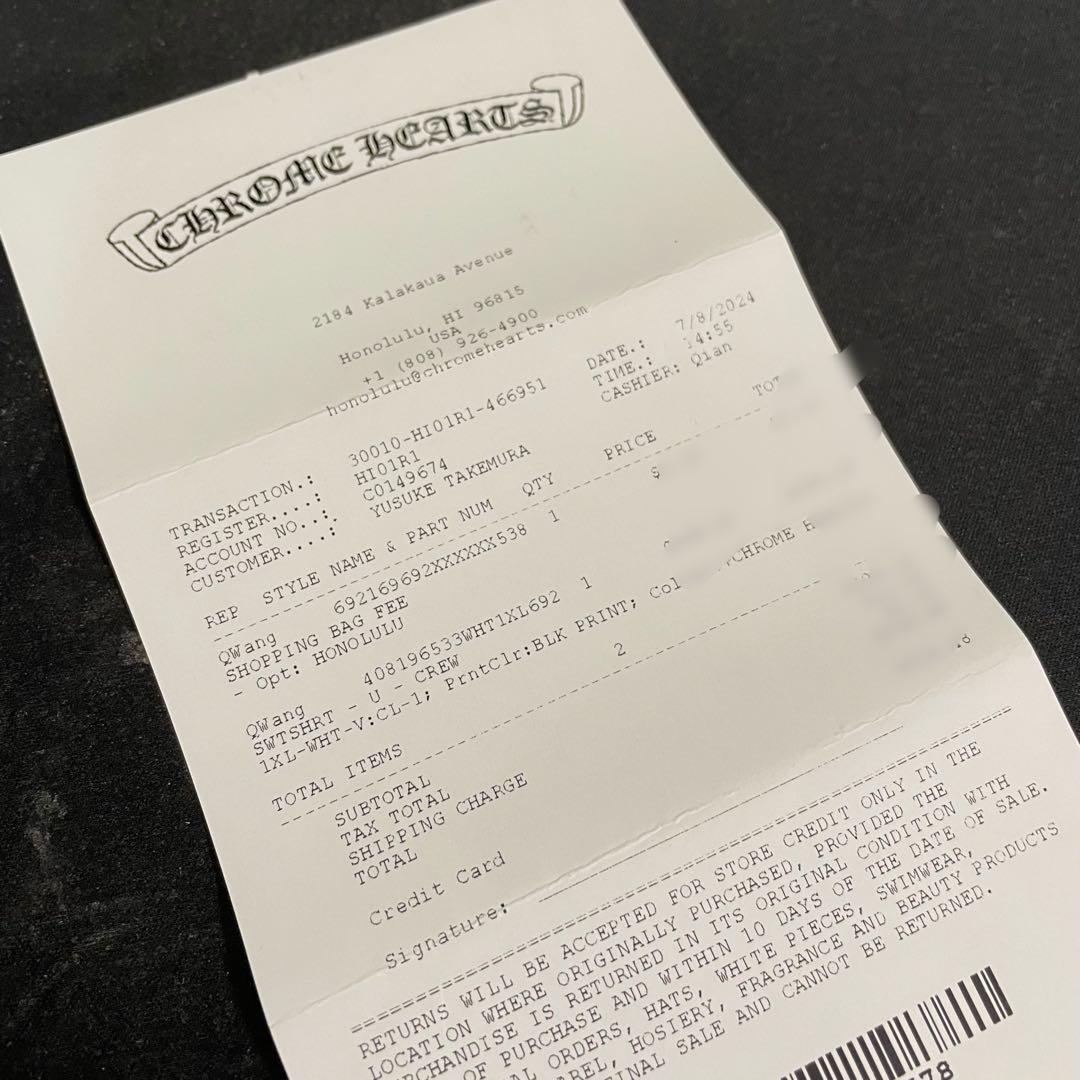 CHROME HEARTS
2184 Kalakaua Avenue
Honolulu, HI 96815
USA
+1 (808) 926-4900
honolulu@chromehearts.com
DATE.: 7/8/2024
TIME.: 14:55
CASHIER: Qian
TRANSACTION.: 30010-HI01R1-466951
REGISTER....: HI01R1
ACCOUNT NO..: C0149674
CUSTOMER....: YUSUKE TAKEMURA
REP STYLE NAME & PART NUM QTY PRICE
QWang 692169692XXXXXX538 1 $
SHOPPING BAG FEE
- Opt: HONOLULU
QWang 408196533WHT1XL692 1
SWTSHRT - U - CREW
1XL-WHT-V:CL-1; PrntClr:BLK PRINT; CHROME
TOTAL ITEMS 2
SUBTOTAL
TAX TOTAL
SHIPPING CHARGE
TOTAL
Credit Card
Signature:
RETURNS WILL BE ACCEPTED FOR STORE CREDIT ONLY IN THE
LOCATION WHERE ORIGINALLY PURCHASED, PROVIDED THE
IS RETURNED IN ITS ORIGINAL CONDITION WITH
OF PURCHASE AND WITHIN 10 DAYS OF THE DATE OF SALE.
ORDERS, HATS, WHITE PIECES, SWIMWEAR,
HOSIERY, FRAGRANCE AND BEAUTY PRODUCTS
SALE AND CANNOT BE RETURNED.